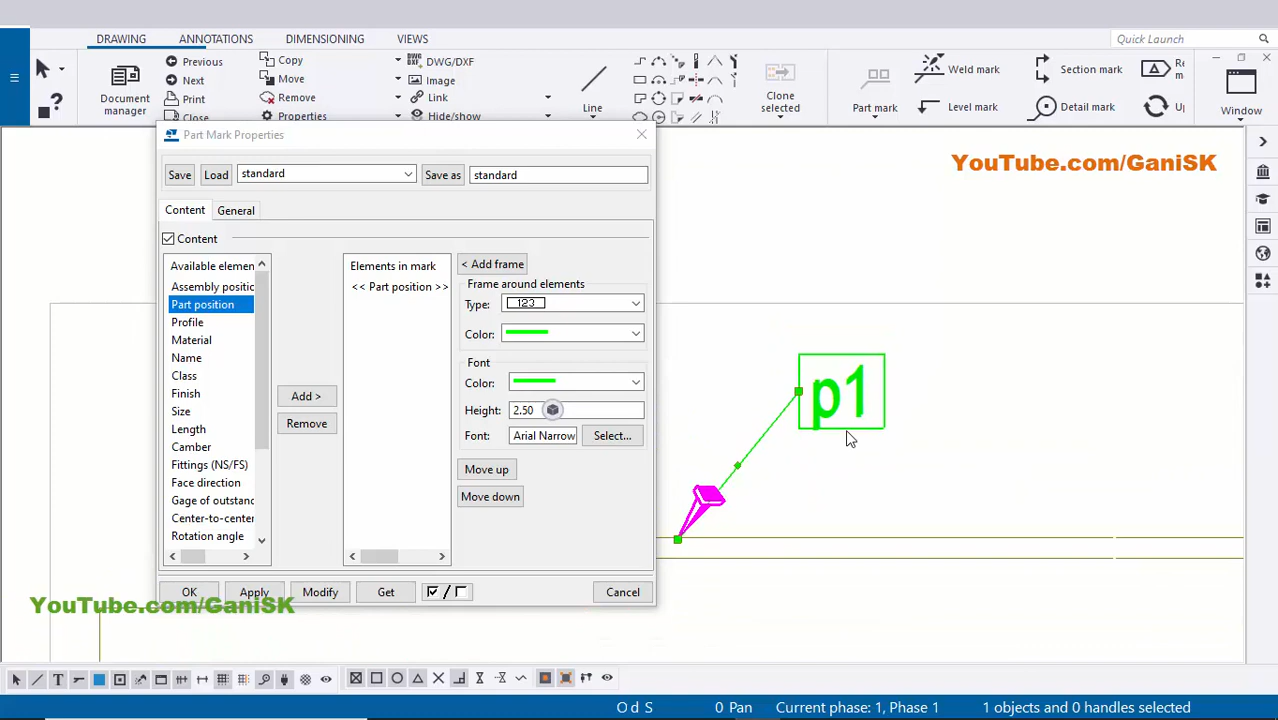 DRAWING ANNOTATIONS DIMENSIONING VIEWS Quick Launch
Previous Copy DWG/DXF
Next Move Image
Print Remove Link
Close Properties Hide/show
Document manager
Line
Clone selected
Part mark
Weld mark Section mark
Level mark Detail mark
Window
Part Mark Properties
YouTube.com/GaniSK
Save Load standard Save as standard
Content General
Content
Available elemen
Assembly positic
Part position
Profile
Material
Name
Class
Finish
Size
Length
Camber
Fittings (NS/FS)
Face direction
Gage of outstanc
Center-to-center
Rotation angle
Add >
Remove
Elements in mark
<< Part position >>
< Add frame
Frame around elements
Type: 123
Color:
Font
Color:
Height: 2.50
Font: Arial Narrow Select...
Move up
Move down
p1
OK Apply Modify Get / Cancel
YouTube.com/GaniSK
O d S 0 Pan Current phase: 1, Phase 1 1 objects and 0 handles selected